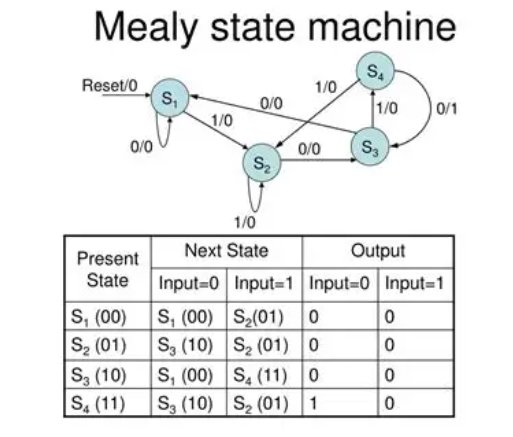 Mealy state machine
Reset/0
S₁
S₄
1/0
0/0
1/0
0/1
1/0
0/0
S₂
0/0
S₃
1/0
Present State Next State Output
Input=0 Input=1 Input=0 Input=1
S₁ (00) S₁ (00) S₂(01) 0 0
S₂ (01) S₃ (10) S₂ (01) 0 0
S₃ (10) S₁ (00) S₄ (11) 0 0
S₄ (11) S₃ (10) S₂ (01) 1 0